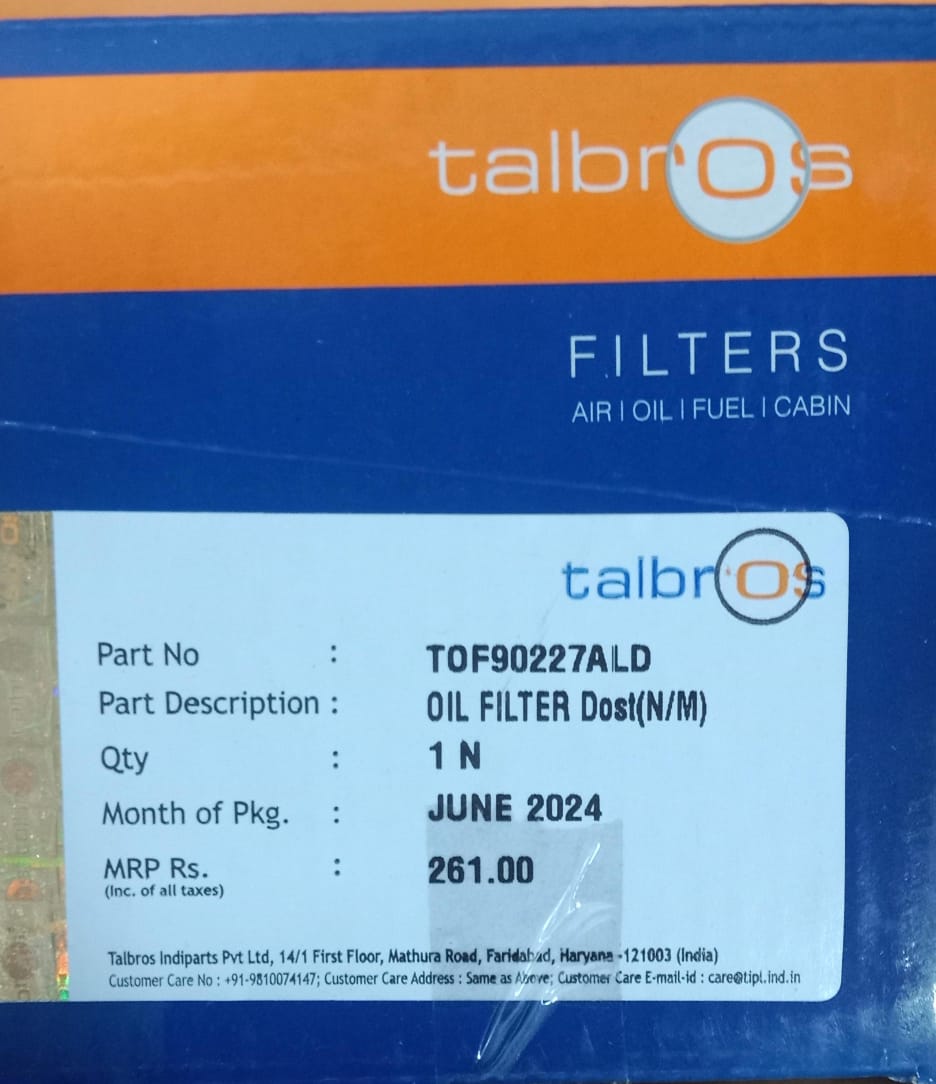 talbros
FILTERS
AIR | OIL | FUEL | CABIN
talbros
Part No : TOF90227ALD
Part Description : OIL FILTER Dost(N/M)
Qty : 1 N
Month of Pkg. : JUNE 2024
MRP Rs. : 261.00
(Inc. of all taxes)
Talbros Indiparts Pvt Ltd, 14/1 First Floor, Mathura Road, Faridabad, Haryana -121003 (India)
Customer Care No : +91-9810074147; Customer Care Address : Same as Above; Customer Care E-mail-id : care@tipl.ind.in